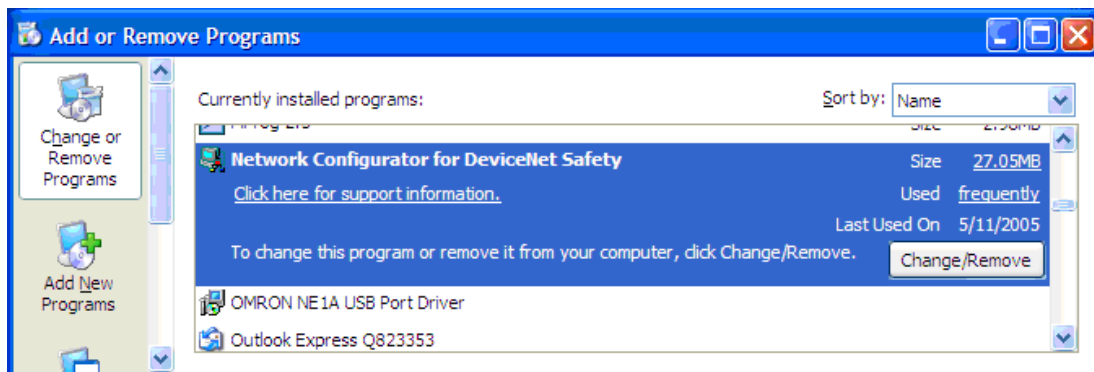 Add or Remove Programs
Change or
Remove
Programs
Add New
Programs
Currently installed programs:
Sort by: Name
Size 2.98MB
Network Configurator for DeviceNet Safety
Size 27.05MB
Click here for support information.
Used frequently
Last Used On 5/11/2005
To change this program or remove it from your computer, click Change/Remove.
Change/Remove
OMRON NE1A USB Port Driver
Outlook Express Q823353